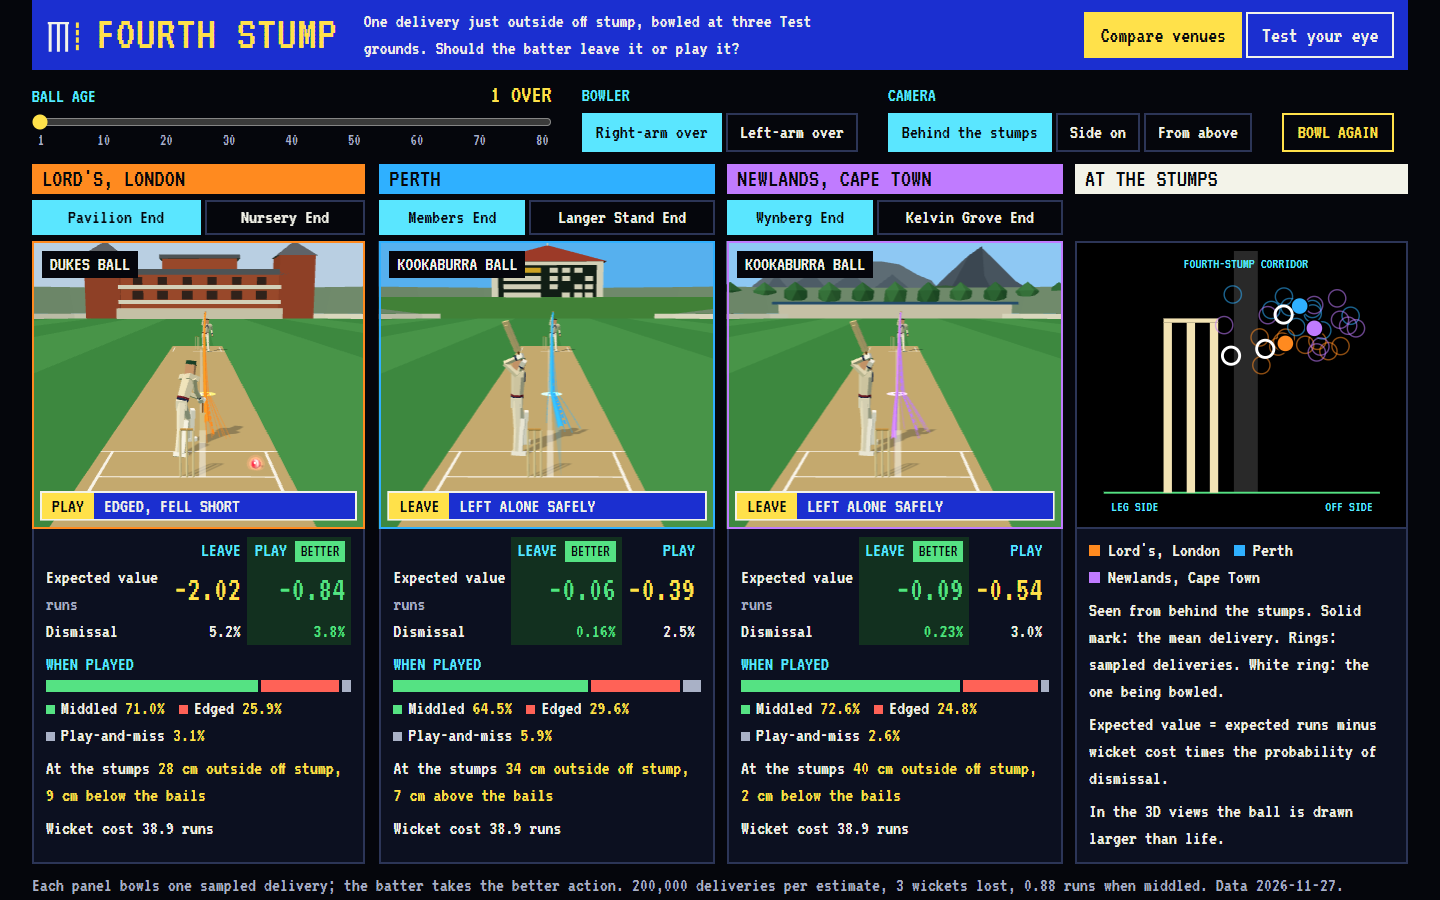 FOURTH STUMP
One delivery just outside off stump, bowled at three Test
grounds. Should the batter leave it or play it?
Compare venues
Test your eye
BALL AGE
1 OVER
1 10 20 30 40 50 60 70 80
BOWLER
Right-arm over
Left-arm over
CAMERA
Behind the stumps
Side on
From above
BOWL AGAIN
LORD'S, LONDON
Pavilion End
Nursery End
DUKES BALL
PLAY EDGED, FELL SHORT
LEAVE PLAY BETTER
Expected value -2.02 -0.84
runs
Dismissal 5.2% 3.8%
WHEN PLAYED
Middled 71.0% Edged 25.9%
Play-and-miss 3.1%
At the stumps 28 cm outside off stump,
9 cm below the bails
Wicket cost 38.9 runs
PERTH
Members End
Langer Stand End
KOOKABURRA BALL
LEAVE LEFT ALONE SAFELY
LEAVE BETTER PLAY
Expected value -0.06 -0.39
runs
Dismissal 0.16% 2.5%
WHEN PLAYED
Middled 64.5% Edged 29.6%
Play-and-miss 5.9%
At the stumps 34 cm outside off stump,
7 cm above the bails
Wicket cost 38.9 runs
NEWLANDS, CAPE TOWN
Wynberg End
Kelvin Grove End
KOOKABURRA BALL
LEAVE LEFT ALONE SAFELY
LEAVE BETTER PLAY
Expected value -0.09 -0.54
runs
Dismissal 0.23% 3.0%
WHEN PLAYED
Middled 72.6% Edged 24.8%
Play-and-miss 2.6%
At the stumps 40 cm outside off stump,
2 cm below the bails
Wicket cost 38.9 runs
AT THE STUMPS
FOURTH-STUMP CORRIDOR
LEG SIDE
OFF SIDE
Lord's, London Perth
Newlands, Cape Town
Seen from behind the stumps. Solid
mark: the mean delivery. Rings:
sampled deliveries. White ring: the
one being bowled.
Expected value = expected runs minus
wicket cost times the probability of
dismissal.
In the 3D views the ball is drawn
larger than life.
Each panel bowls one sampled delivery; the batter takes the better action. 200,000 deliveries per estimate, 3 wickets lost, 0.88 runs when middled. Data 2026-11-27.